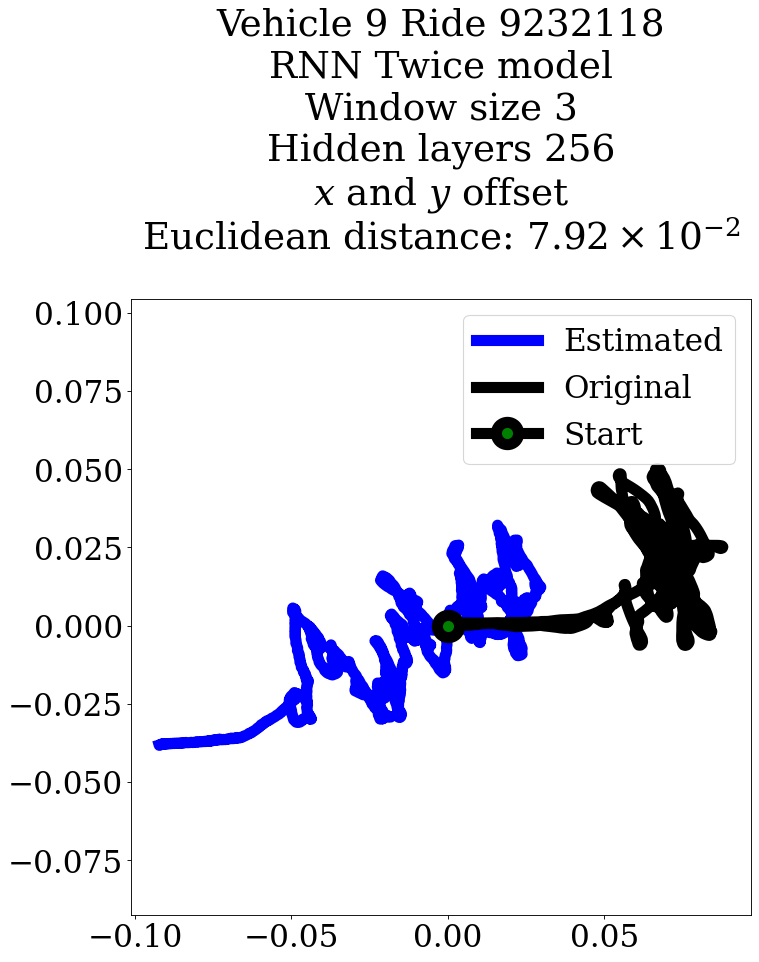 Vehicle 9 Ride 9232118
RNN Twice model
Window size 3
Hidden layers 256
x and y offset
Euclidean distance: 7.92 × 10⁻²
Estimated
Original
Start
0.100
0.075
0.050
0.025
0.000
−0.025
−0.050
−0.075
−0.10 −0.05 0.00 0.05